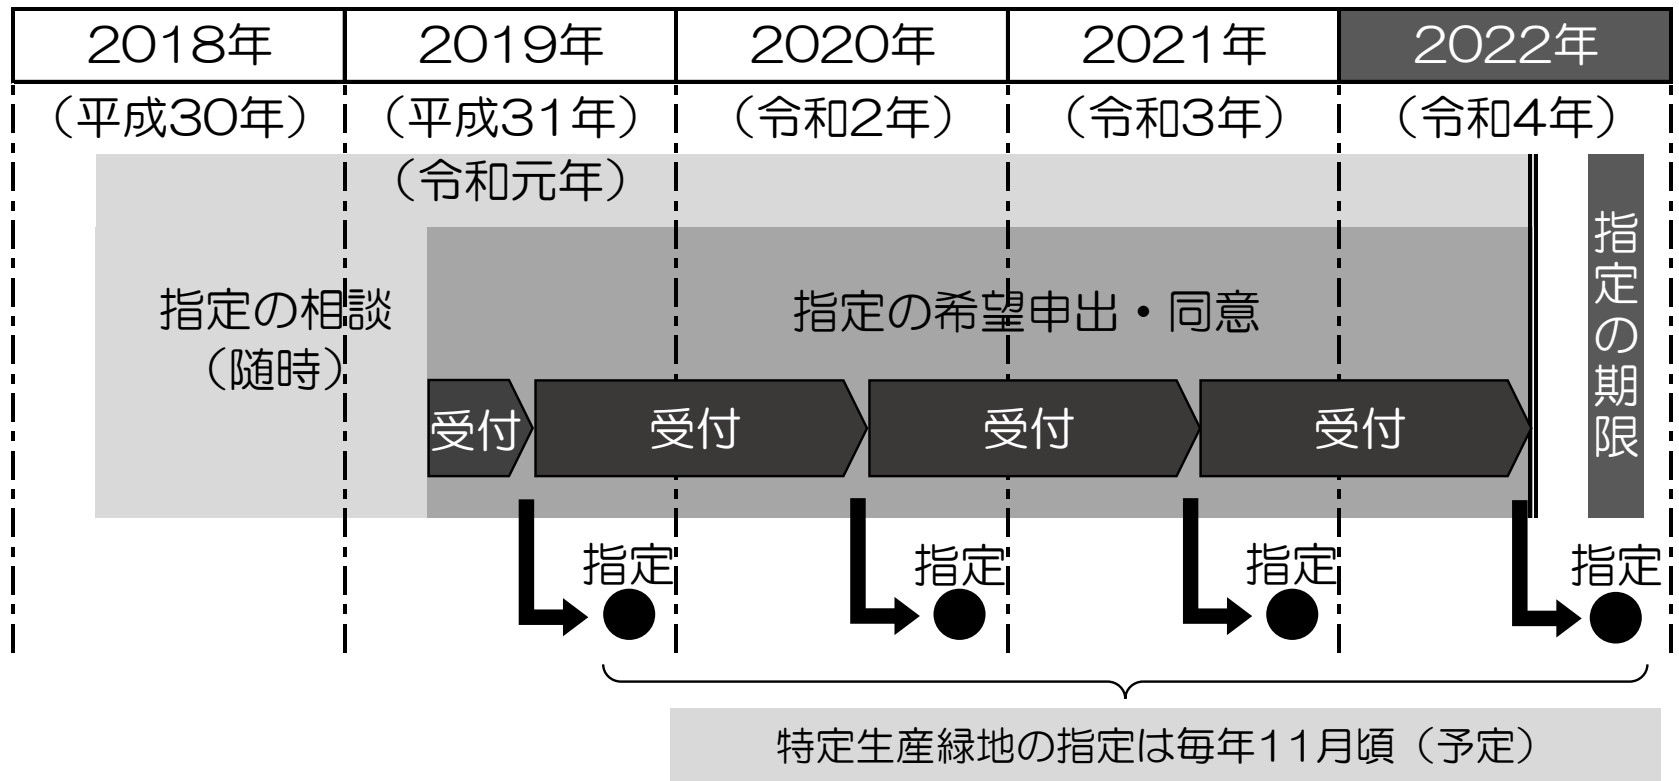 2018年
2019年
2020年
2021年
2022年
（平成30年）
（平成31年）
（令和元年）
（令和2年）
（令和3年）
（令和4年）
指定の相談
（随時）
指定の希望申出・同意
指定の期限
受付
受付
受付
受付
指定
指定
指定
指定
特定生産緑地の指定は毎年11月頃（予定）